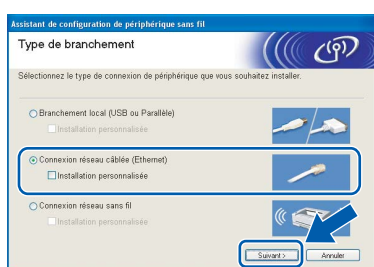 Assistant de configuration de périphérique sans fil
Type de branchement
Sélectionnez le type de connexion de périphérique que vous souhaitez installer.
Branchement local (USB ou Parallèle)
Installation personnalisée
Connexion réseau câblée (Ethernet)
Installation personnalisée
Connexion réseau sans fil
Installation personnalisée
Suivant >
Annuler